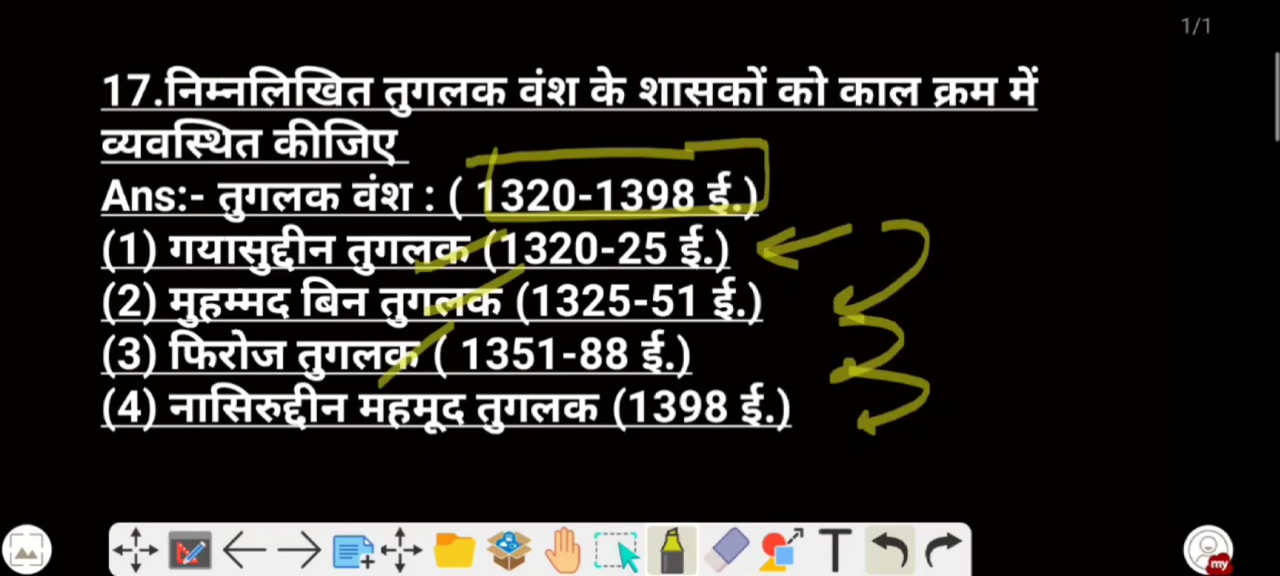 1/1
17.निम्नलिखित तुगलक वंश के शासकों को काल क्रम में
व्यवस्थित कीजिए
Ans:- तुगलक वंश : ( 1320-1398 ई.)
(1) गयासुद्दीन तुगलक (1320-25 ई.)
(2) मुहम्मद बिन तुगलक (1325-51 ई.)
(3) फिरोज तुगलक ( 1351-88 ई.)
(4) नासिरुद्दीन महमूद तुगलक (1398 ई.)
T
my